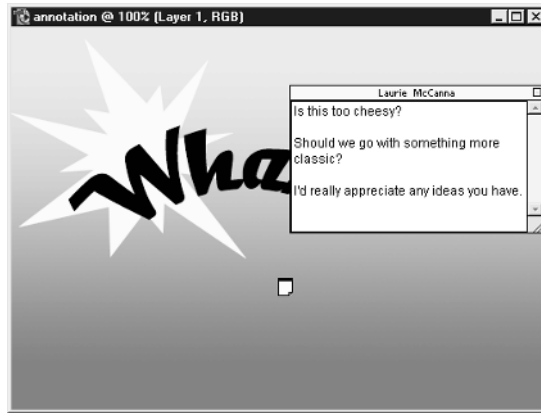 annotation @ 100% (Layer 1, RGB)
Laurie McCanna
Is this too cheesy?
Should we go with something more
classic?
I'd really appreciate any ideas you have.